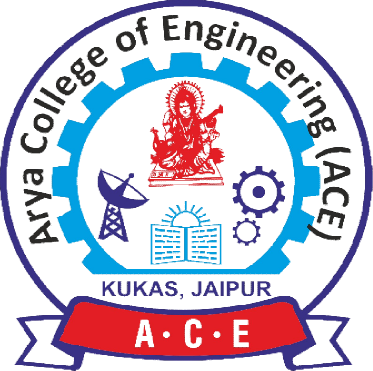 Arya College of Engineering (ACE)
KUKAS, JAIPUR
A·C·E